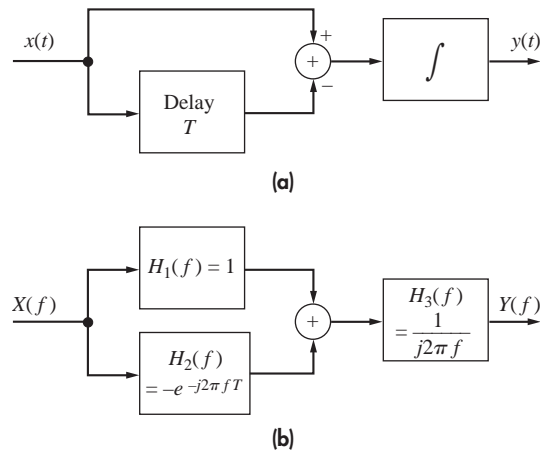 x(t)
+
y(t)
+
∫
−
Delay
T
(a)
H₁(f) = 1
H₃(f)
X(f)
Y(f)
+
= 1/j2πf
H₂(f)
= −e^{−j2πfT}
(b)